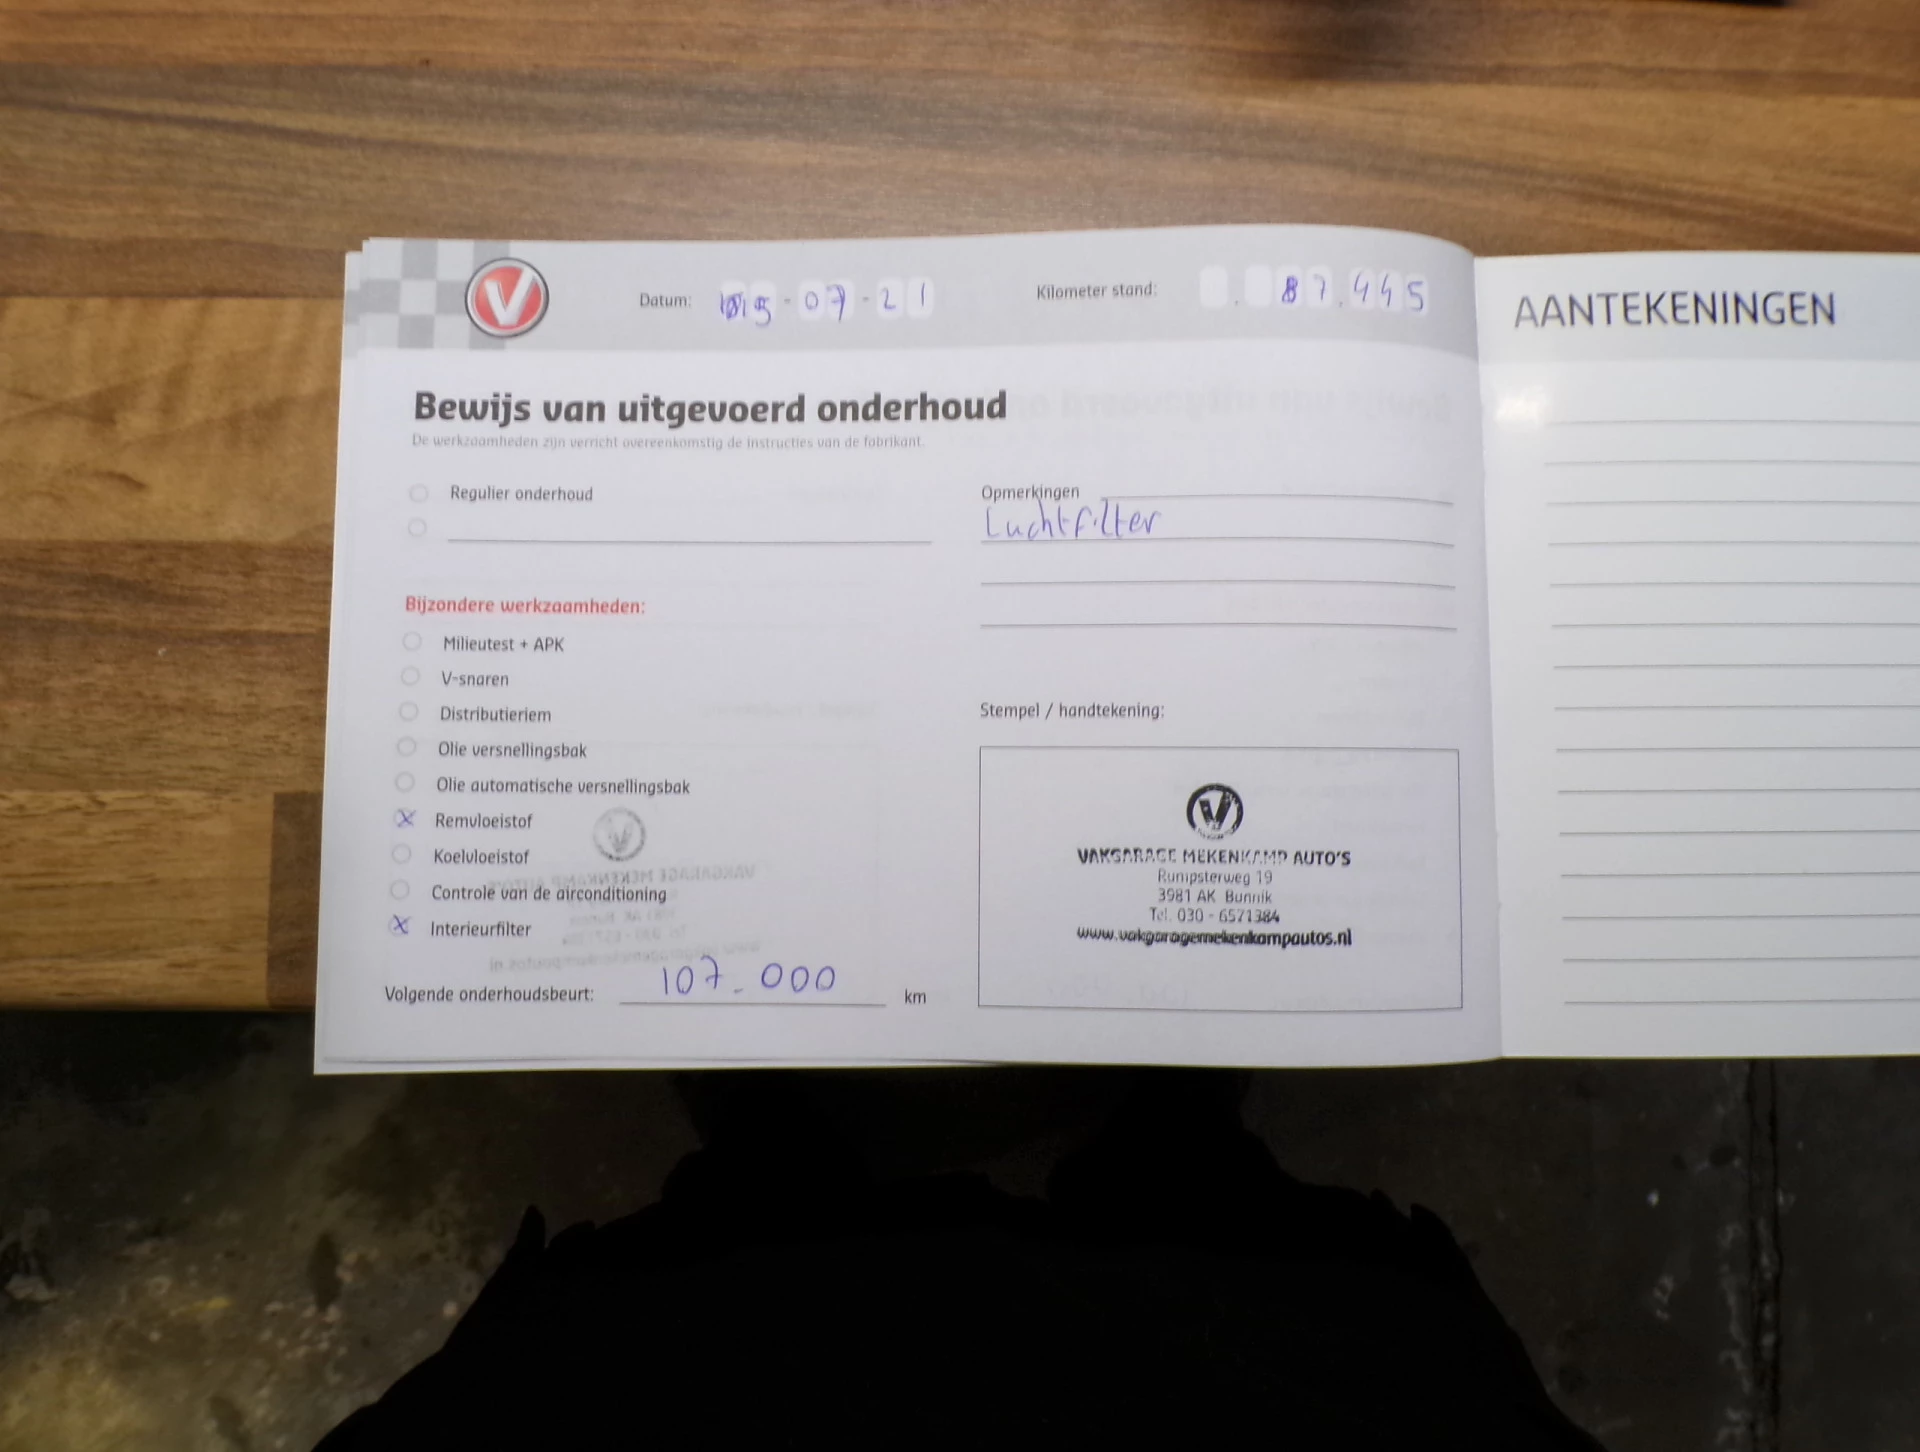 Datum: 15-07-21
Kilometer stand: 87.445
Bewijs van uitgevoerd onderhoud
De werkzaamheden zijn verricht overeenkomstig de instructies van de fabrikant.
Regulier onderhoud
Opmerkingen
Luchtfilter
Bijzondere werkzaamheden:
Milieutest + APK
V-snaren
Distributieriem
Olie versnellingsbak
Olie automatische versnellingsbak
X Remvloeistof
Koelvloeistof
Controle van de airconditioning
X Interieurfilter
Volgende onderhoudsbeurt: 107.000 km
Stempel / handtekening:
V
VAKGARAGE MEKENKAMP AUTO'S
Rumpsterweg 19
3981 AK Bunnik
Tel. 030 - 6571384
www.vakgaragemekenkampautos.nl
AANTEKENINGEN